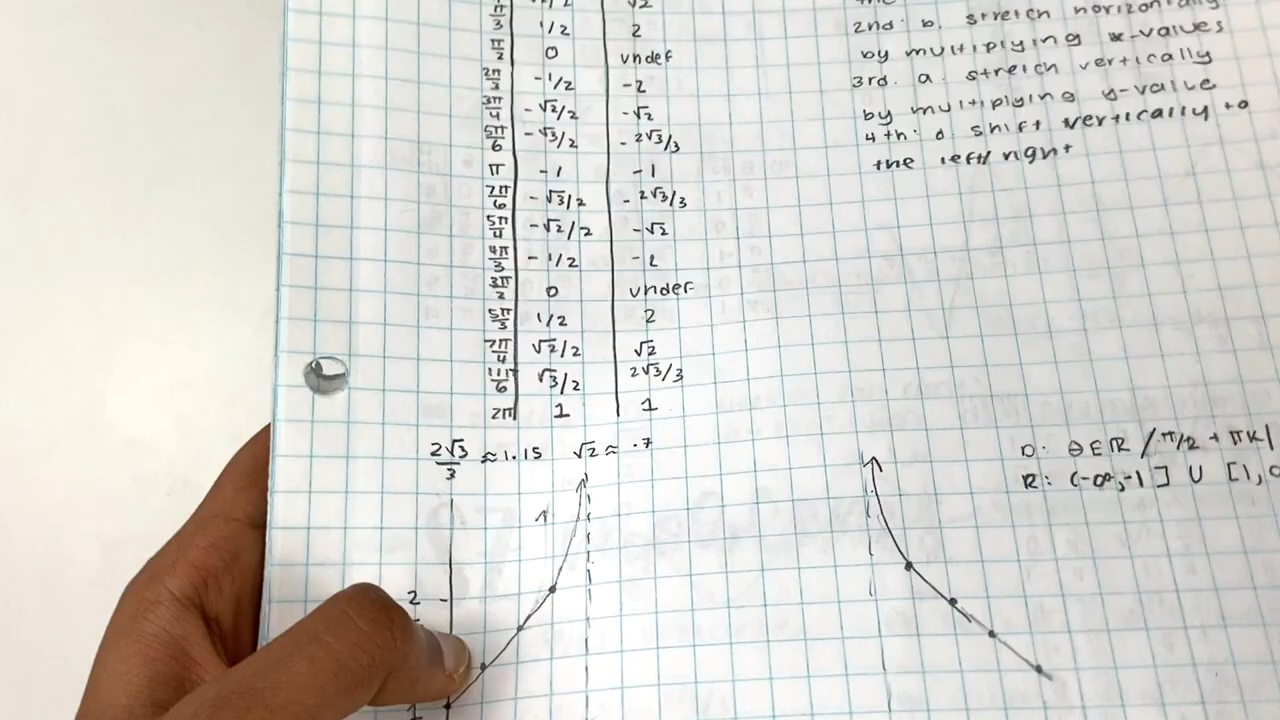 √2
π/3 1/2 2
2nd: b. stretch horizontally
π/2 0 undef
by multiplying x-values
2π/3 -1/2 -2
3rd. a. stretch vertically
3π/4 -√2/2 -√2
by multiplying y-value
5π/6 -√3/2 -2√3/3
4th: d. shift vertically to
π -1 -1
the left/right
7π/6 -√3/2 -2√3/3
5π/4 -√2/2 -√2
4π/3 -1/2 -2
3π/2 0 undef
5π/3 1/2 2
7π/4 √2/2 √2
11π/6 √3/2 2√3/3
2π 1 1
2√3/3 ≈ 1.15 √2 ≈ .7
D: θ∈ℝ / π/2 + πK|
R: (-∞,-1] ∪ [1,
2
1